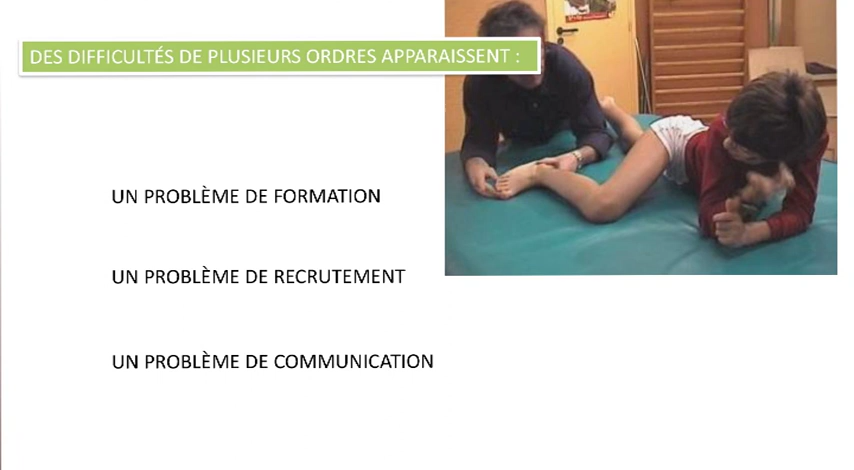 DES DIFFICULTÉS DE PLUSIEURS ORDRES APPARAISSENT :
UN PROBLÈME DE FORMATION
UN PROBLÈME DE RECRUTEMENT
UN PROBLÈME DE COMMUNICATION